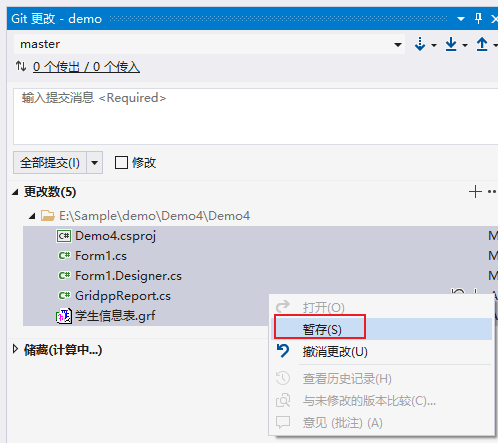 Git 更改 - demo
master
0 个传出 / 0 个传入
输入提交消息 <Required>
全部提交(I)
修改
更改数(5)
E:\Sample\demo\Demo4\Demo4
Demo4.csproj
Form1.cs
Form1.Designer.cs
GridppReport.cs
学生信息表.grf
打开(O)
暂存(S)
撤消更改(U)
查看历史记录(H)
与未修改的版本比较(C)...
意见 (批注) (A)
储藏(计算中...)